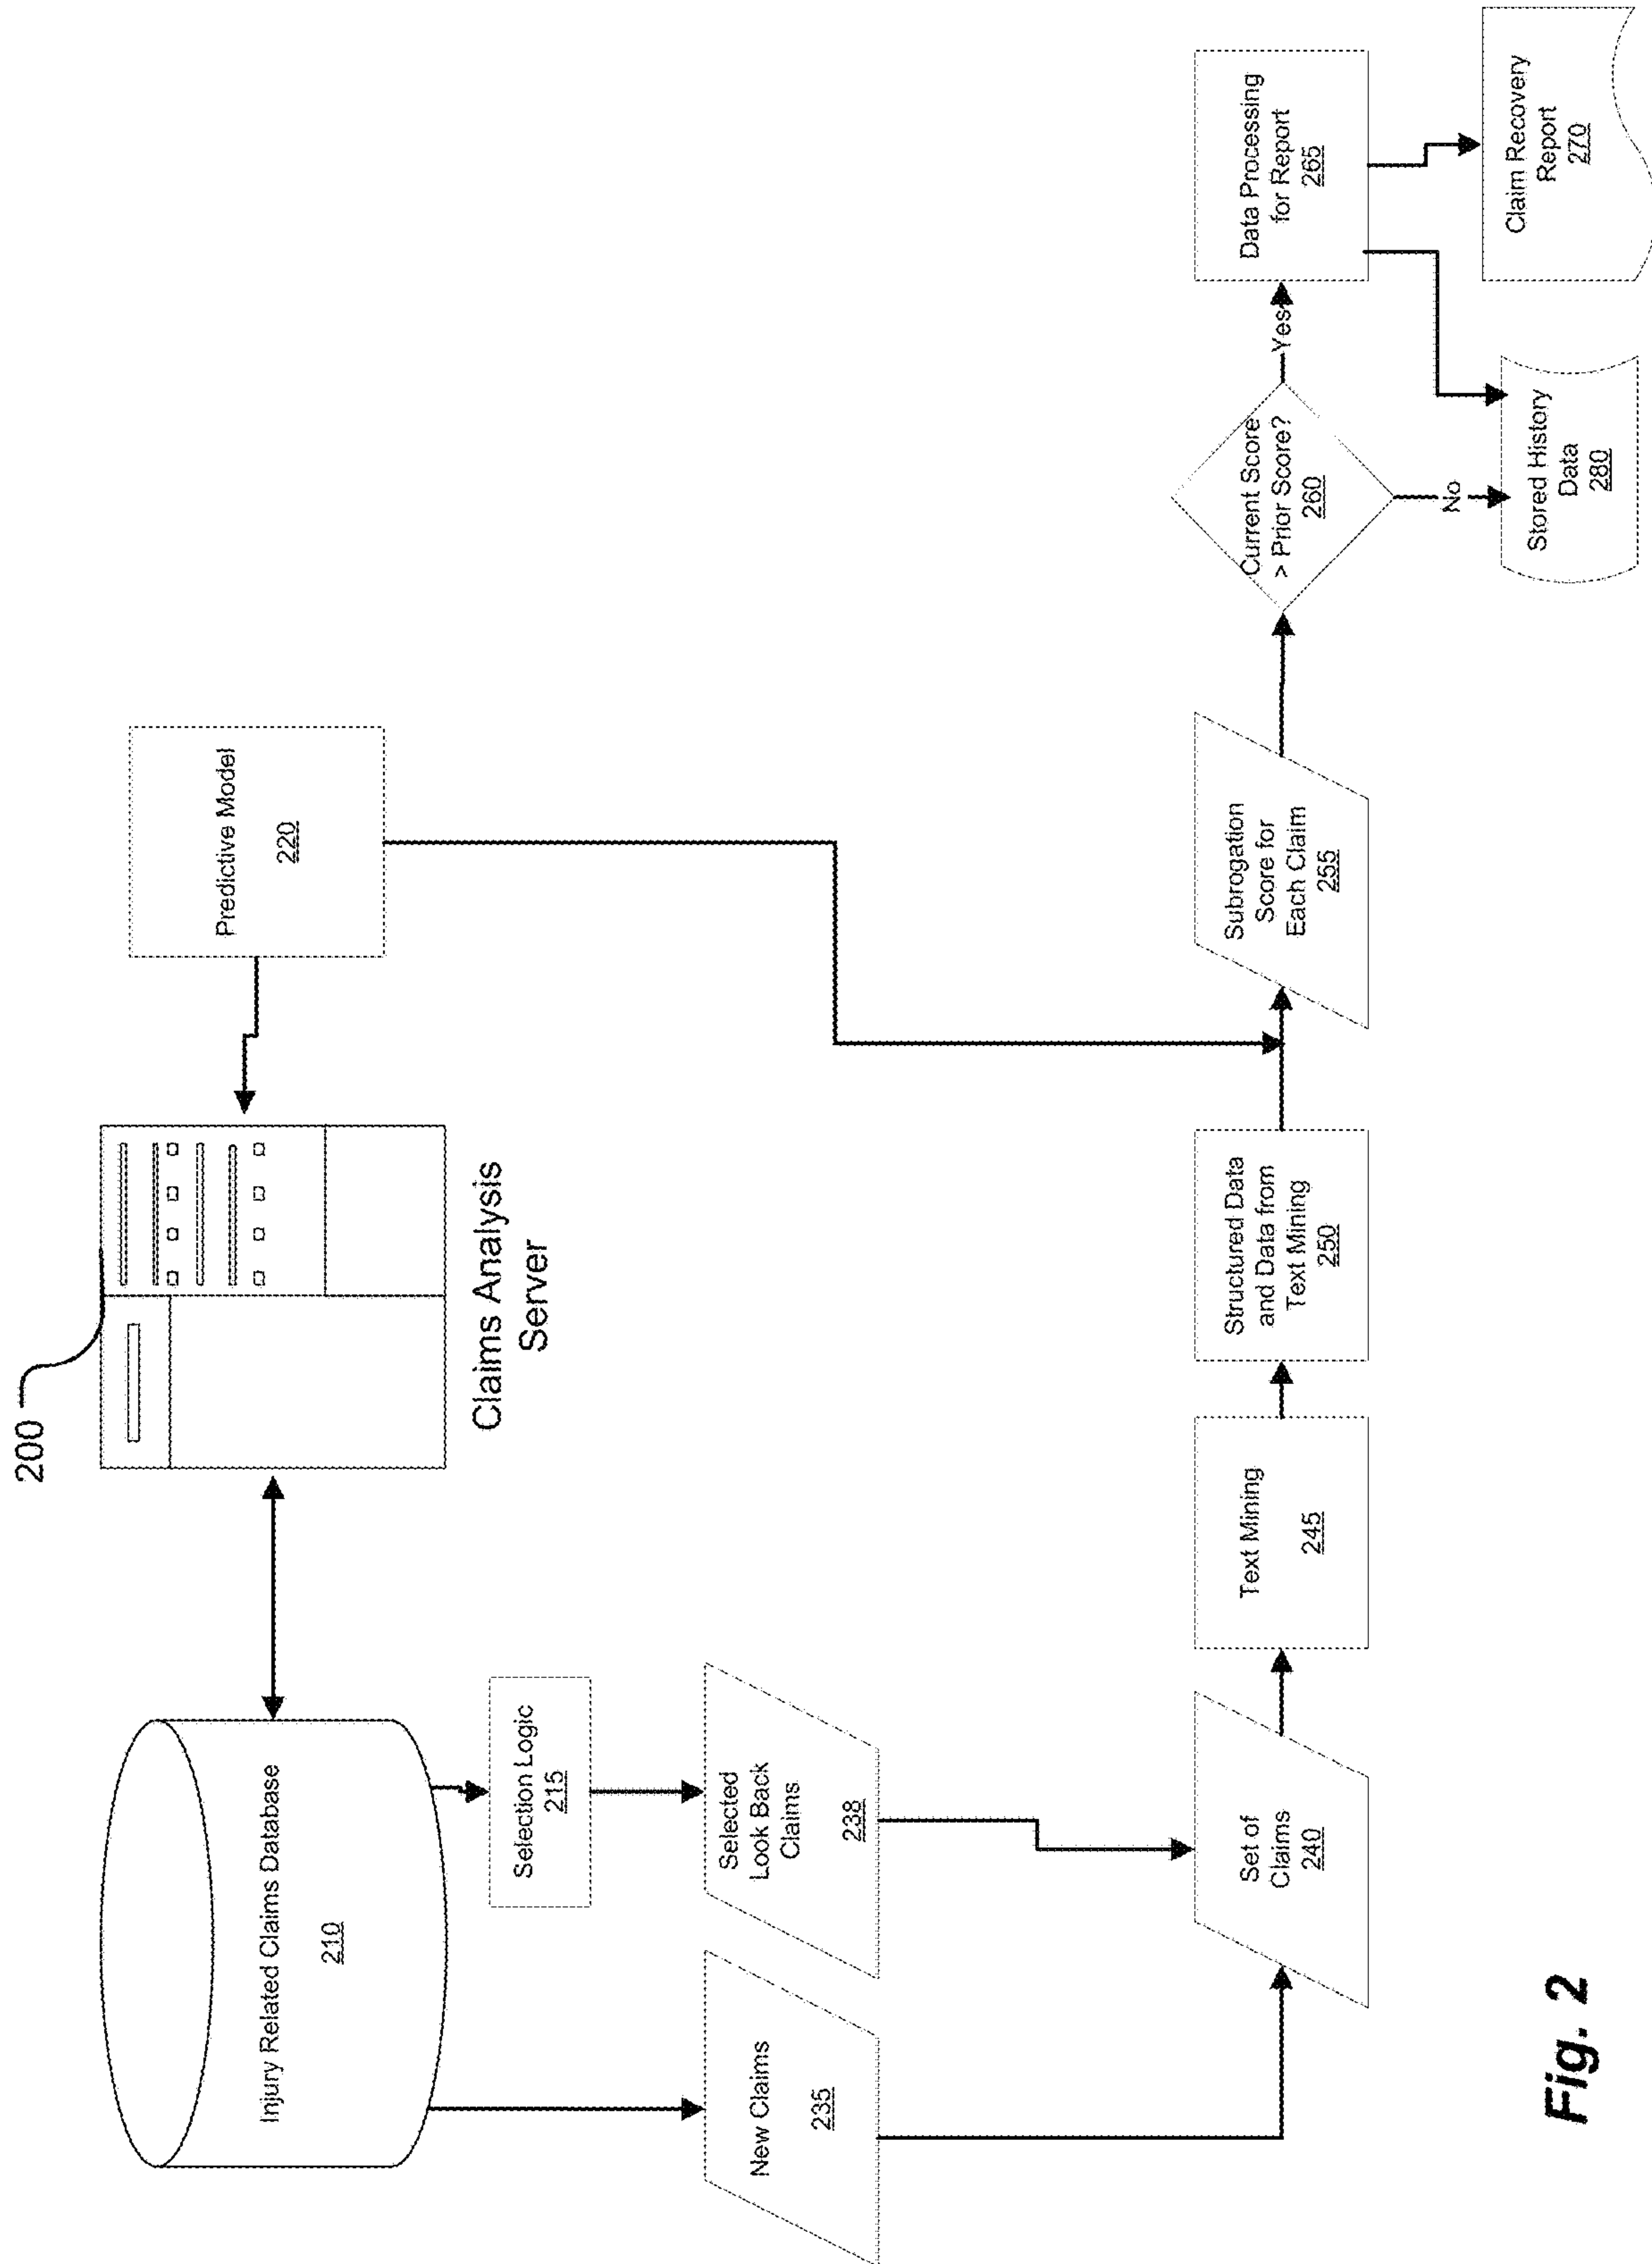 200
Injury Related Claims Database
210
Claims Analysis
Server
Predictive Model
220
Selection Logic
215
New Claims
235
Selected
Look Back
Claims
238
Set of
Claims
240
Text Mining
245
Structured Data
and Data from
Text Mining
250
Subrogation
Score for
Each Claim
255
Current Score
> Prior Score?
260
Yes
No
Data Processing
for Report
265
Stored History
Data
280
Claim Recovery
Report
270
Fig. 2